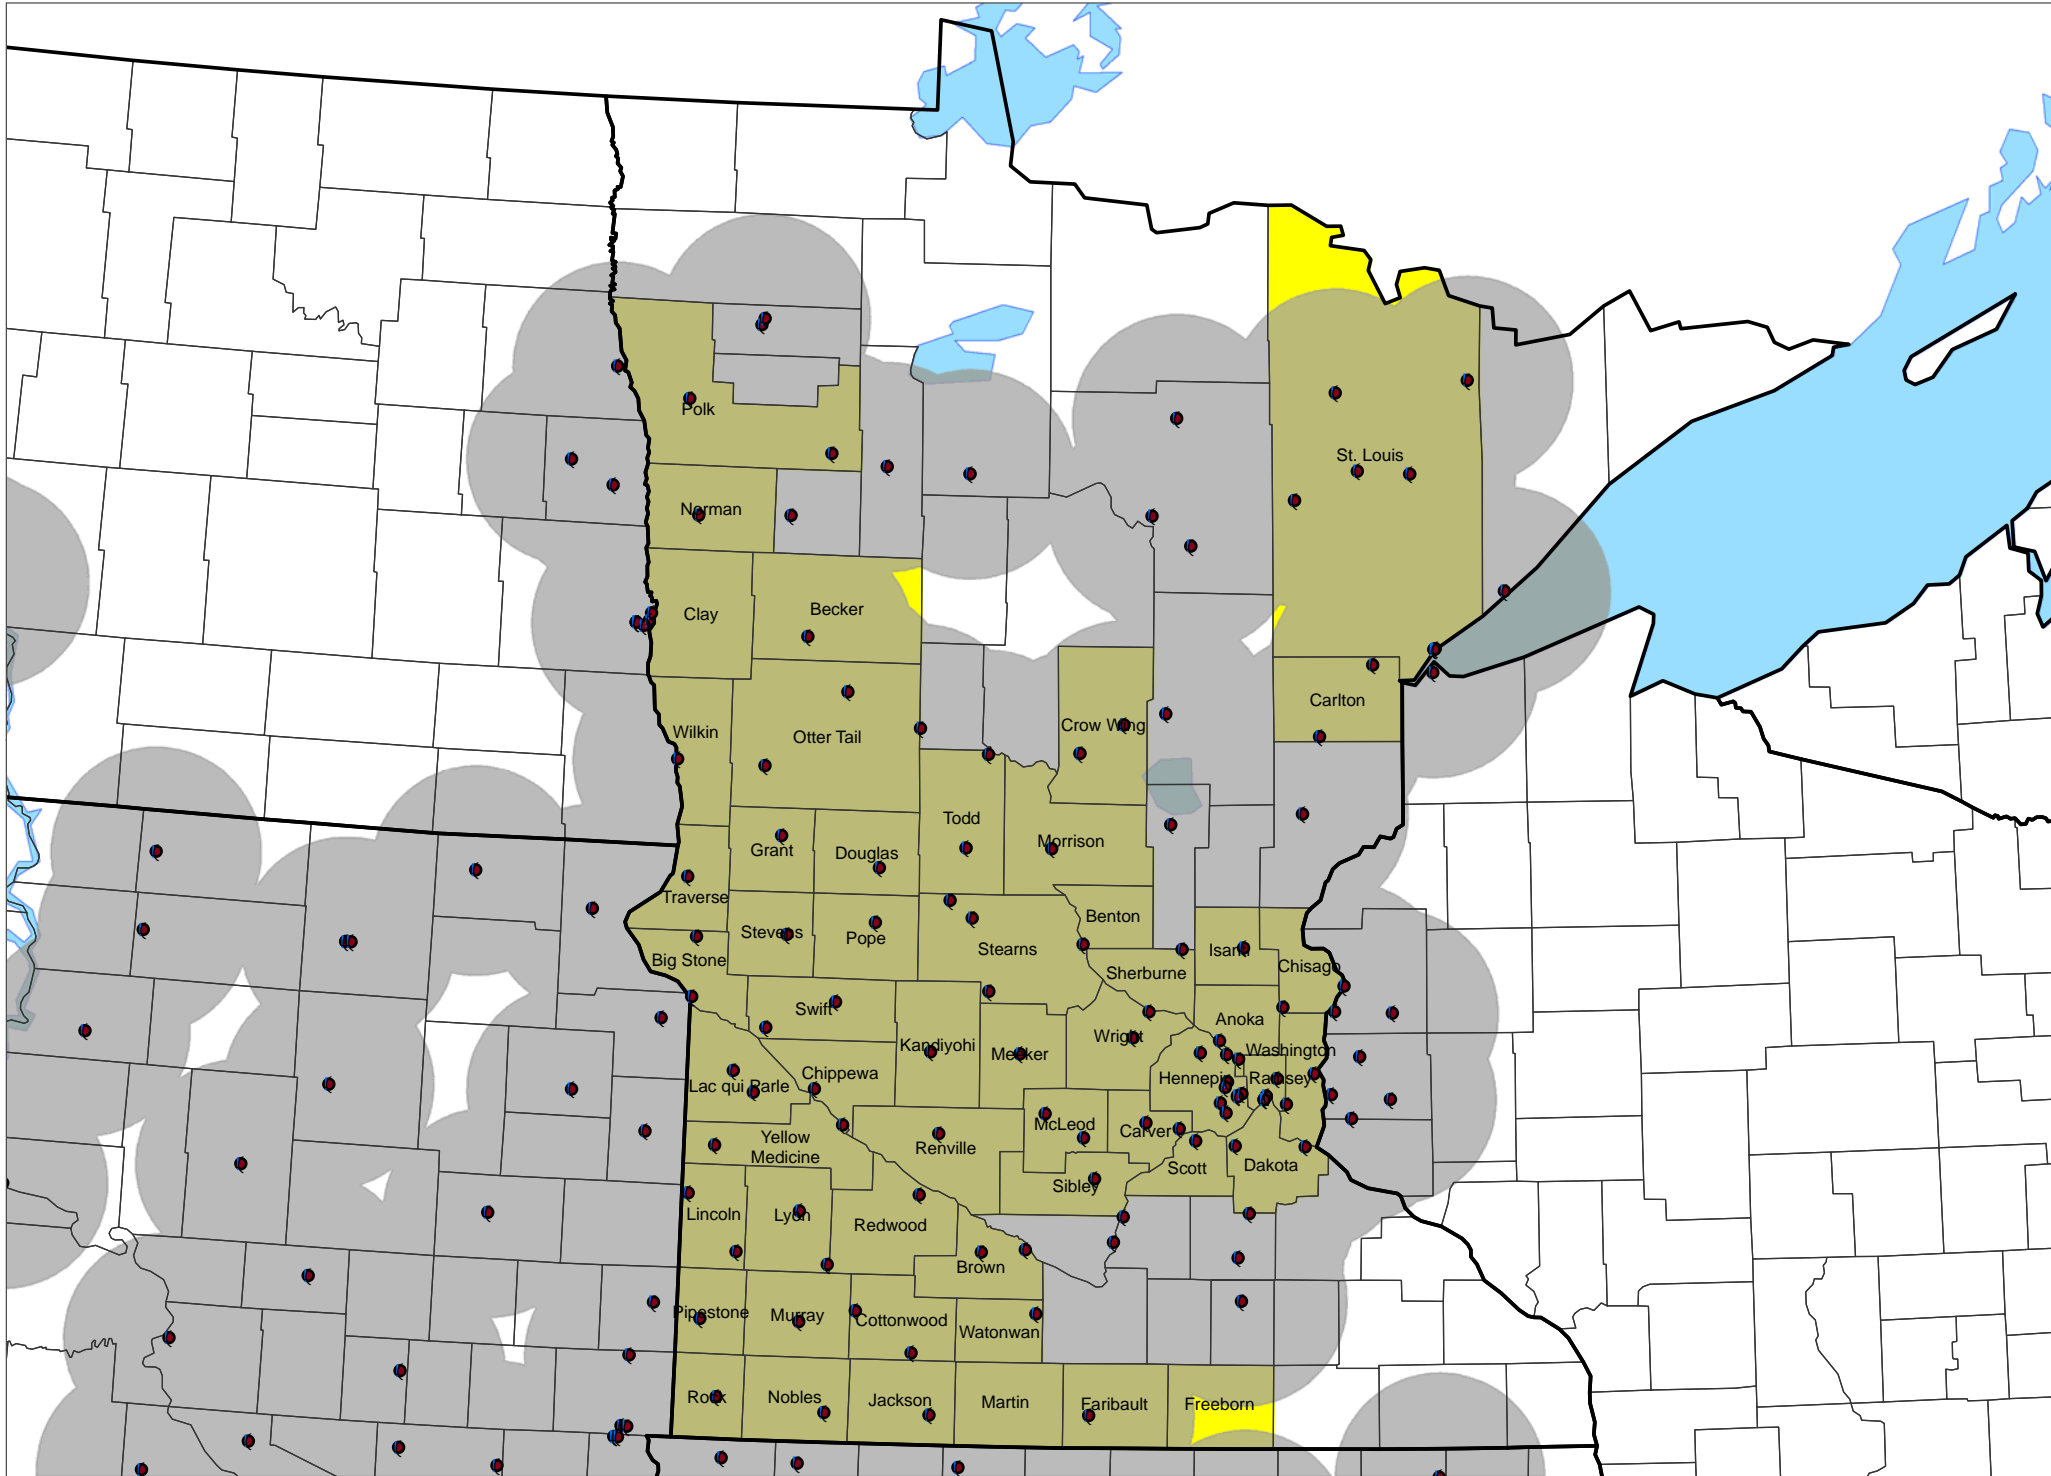 Polk
St. Louis
Norman
Clay
Becker
Carlton
Crow Wing
Wilkin
Otter Tail
Todd
Morrison
Grant
Douglas
Traverse
Benton
Stevens
Pope
Stearns
Isanti
Big Stone
Sherburne
Chisago
Swift
Anoka
Wright
Kandiyohi
Meeker
Washington
Chippewa
Lac qui Parle
Hennepin
Ramsey
McLeod
Carver
Yellow
Medicine
Renville
Scott
Dakota
Sibley
Lincoln
Lyon
Redwood
Brown
Pipestone
Murray
Cottonwood
Watonwan
Rock
Nobles
Jackson
Martin
Faribault
Freeborn